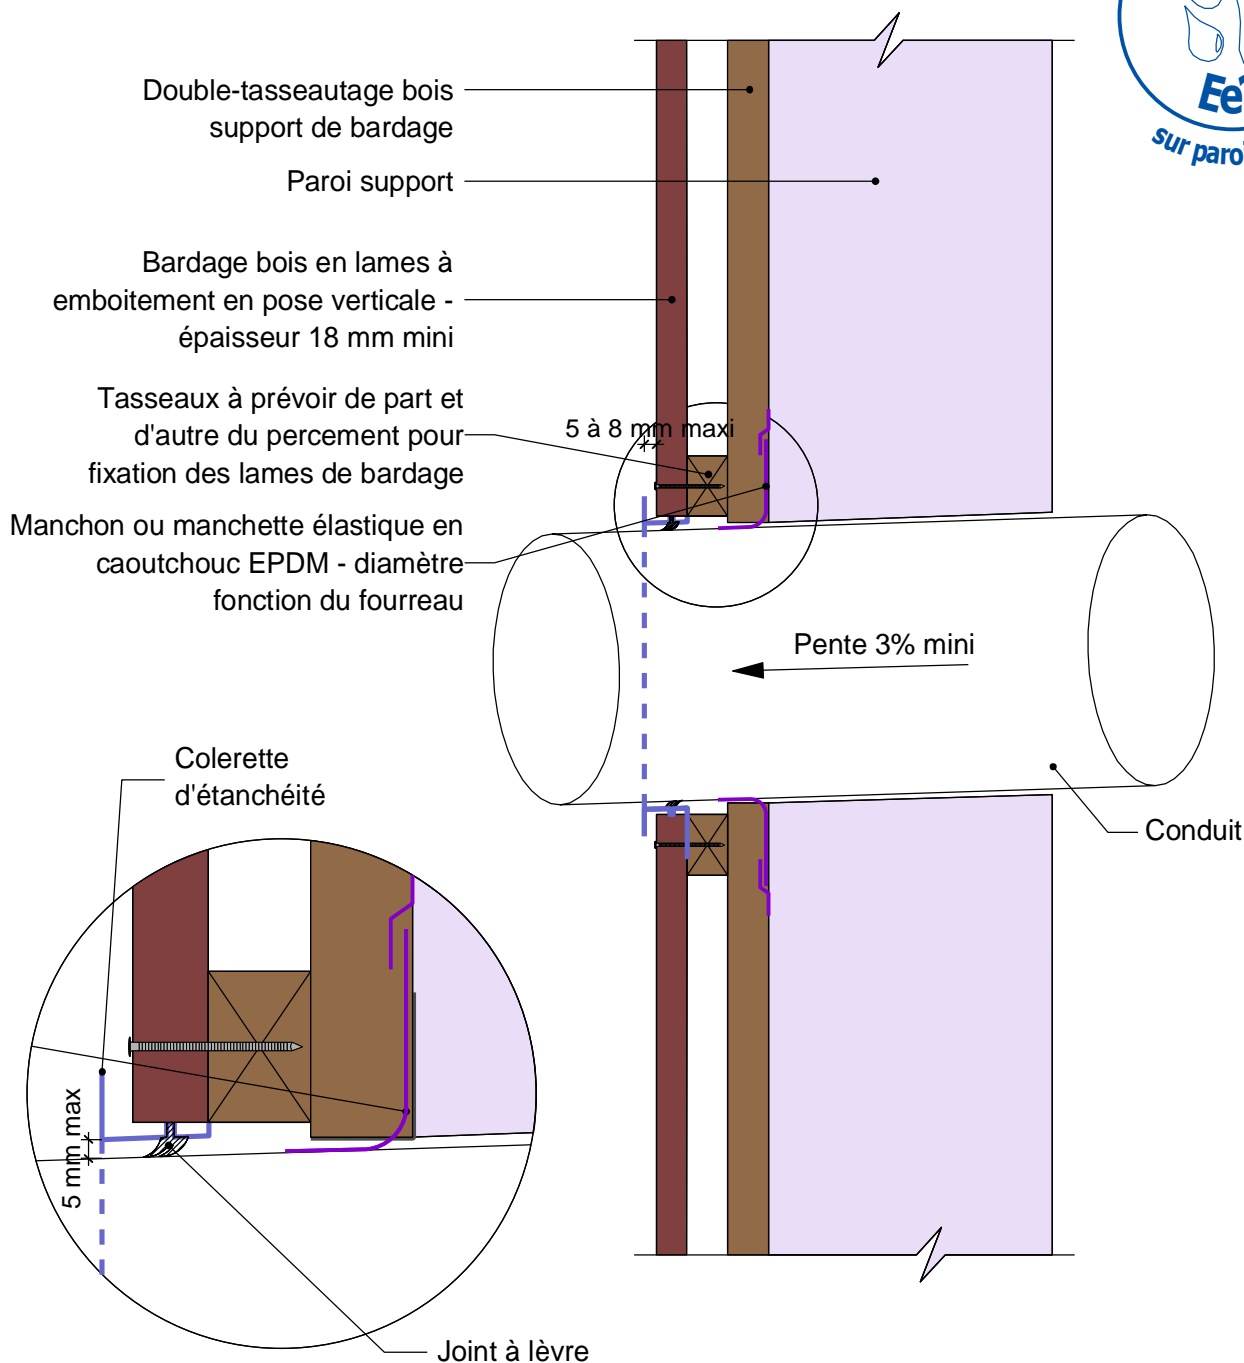 Double-tasseautage bois
support de bardage
Paroi support
Bardage bois en lames à
emboitement en pose verticale -
épaisseur 18 mm mini
Tasseaux à prévoir de part et
d'autre du percement pour
fixation des lames de bardage
5 à 8 mm maxi
Manchon ou manchette élastique en
caoutchouc EPDM - diamètre
fonction du fourreau
Pente 3% mini
Colerette
d'étanchéité
Conduit
5 mm max
Joint à lèvre
sur